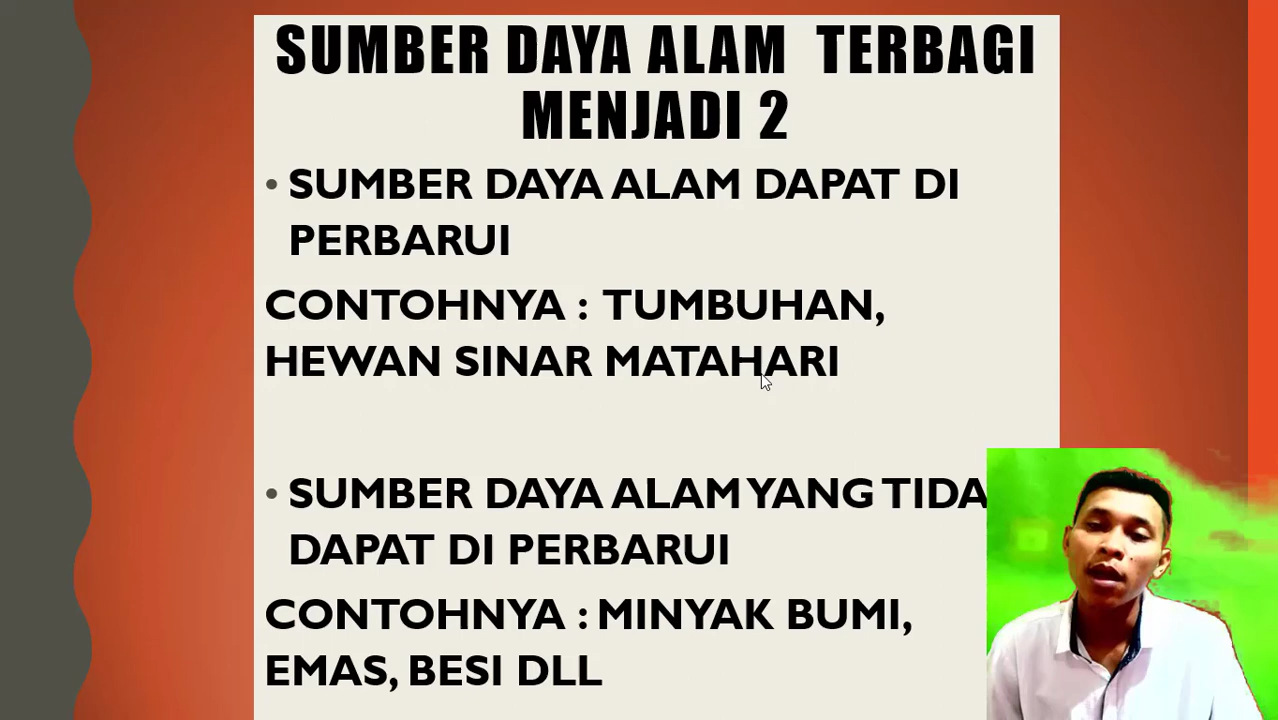 SUMBER DAYA ALAM TERBAGI
MENJADI 2
• SUMBER DAYA ALAM DAPAT DI
PERBARUI
CONTOHNYA : TUMBUHAN,
HEWAN SINAR MATAHARI
• SUMBER DAYA ALAM YANG TIDA
DAPAT DI PERBARUI
CONTOHNYA : MINYAK BUMI,
EMAS, BESI DLL